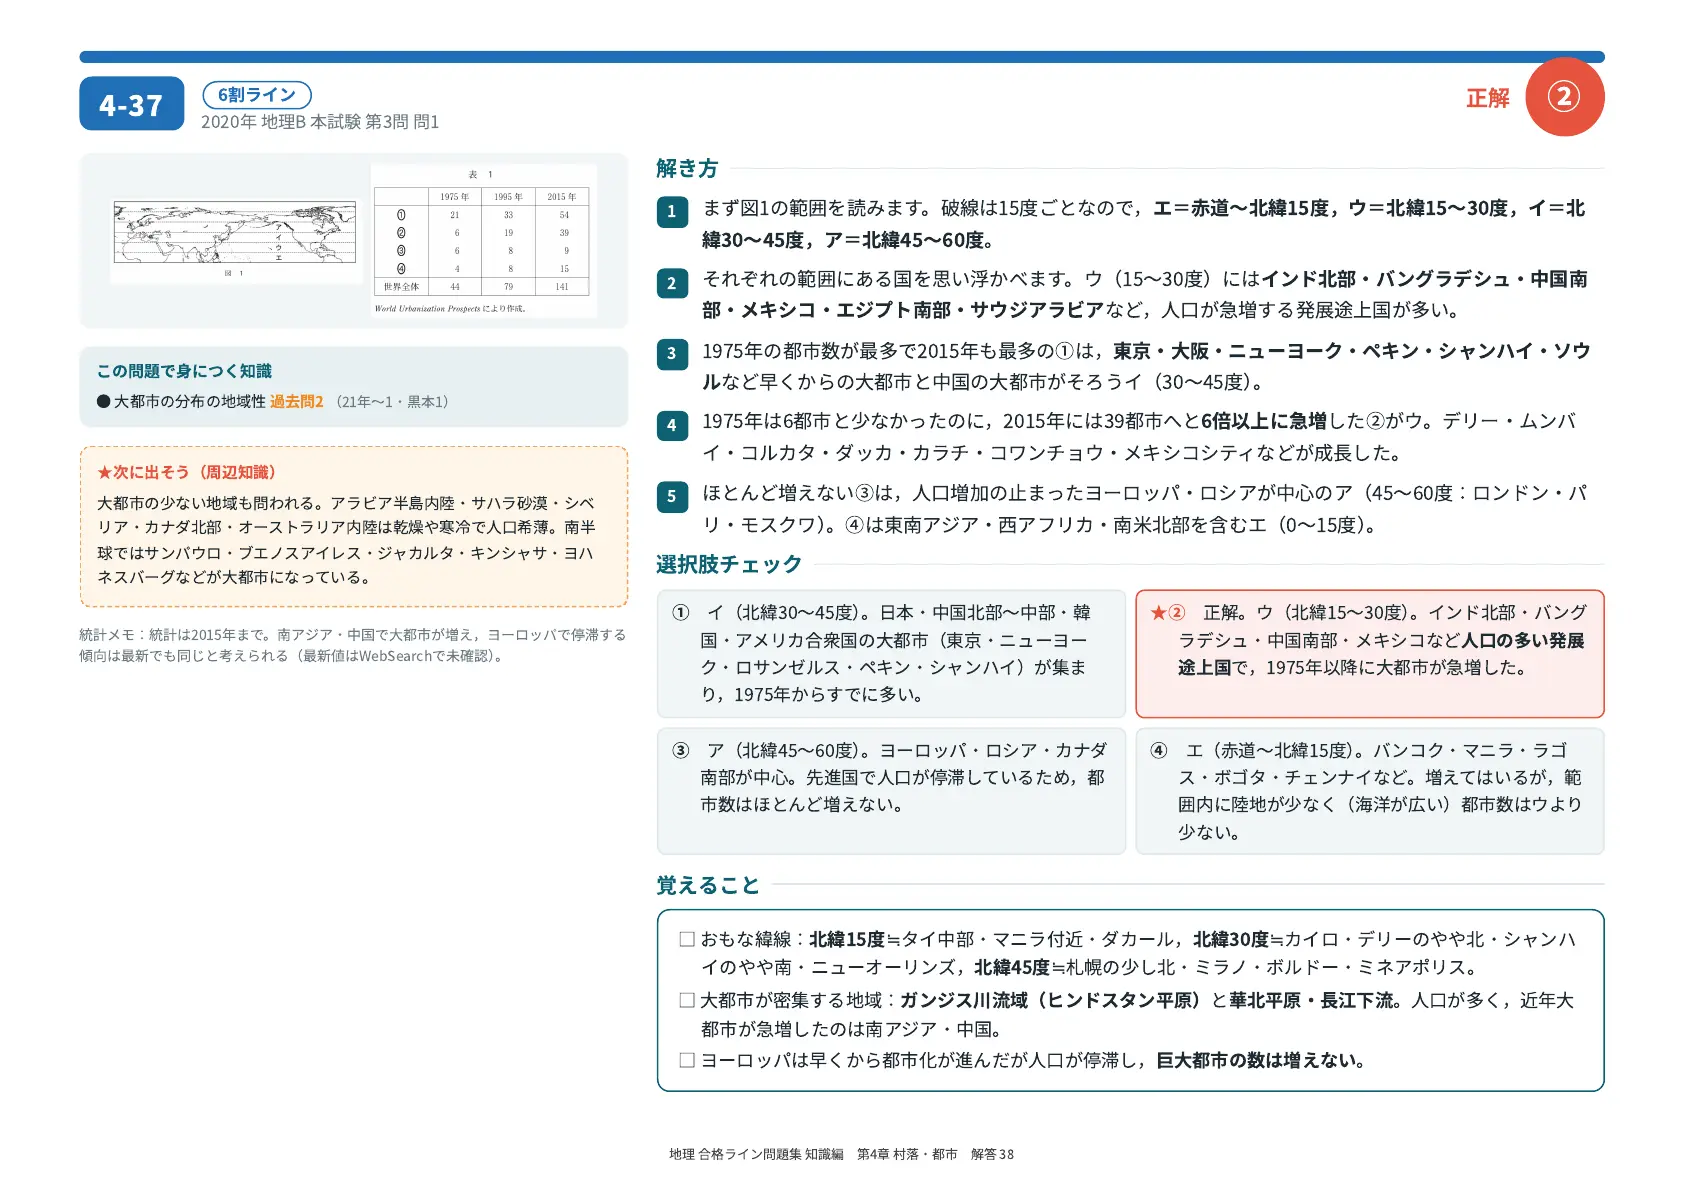 4-37
6割ライン
2020年 地理B 本試験 第3問 問1
正解 ②
ア
イ
ウ
エ
図 1
表 1
1975年 1995年 2015年
① 21 33 54
② 6 19 39
③ 6 8 9
④ 4 8 15
世界全体 44 79 141
World Urbanization Prospects により作成。
この問題で身につく知識
●大都市の分布の地域性 過去問2 （21年〜1・黒本1）
★次に出そう（周辺知識）
大都市の少ない地域も問われる。アラビア半島内陸・サハラ砂漠・シベ
リア・カナダ北部・オーストラリア内陸は乾燥や寒冷で人口希薄。南半
球ではサンパウロ・ブエノスアイレス・ジャカルタ・キンシャサ・ヨハ
ネスバーグなどが大都市になっている。
統計メモ：統計は2015年まで。南アジア・中国で大都市が増え，ヨーロッパで停滞する
傾向は最新でも同じと考えられる（最新値はWebSearchで未確認）。
解き方
1 まず図1の範囲を読みます。破線は15度ごとなので，エ＝赤道〜北緯15度，ウ＝北緯15〜30度，イ＝北
緯30〜45度，ア＝北緯45〜60度。
2 それぞれの範囲にある国を思い浮かべます。ウ（15〜30度）にはインド北部・バングラデシュ・中国南
部・メキシコ・エジプト南部・サウジアラビアなど，人口が急増する発展途上国が多い。
3 1975年の都市数が最多で2015年も最多の①は，東京・大阪・ニューヨーク・ペキン・シャンハイ・ソウ
ルなど早くからの大都市と中国の大都市がそろうイ（30〜45度）。
4 1975年は6都市と少なかったのに，2015年には39都市へと6倍以上に急増した②がウ。デリー・ムンバ
イ・コルカタ・ダッカ・カラチ・コワンチョウ・メキシコシティなどが成長した。
5 ほとんど増えない③は，人口増加の止まったヨーロッパ・ロシアが中心のア（45〜60度：ロンドン・パ
リ・モスクワ）。④は東南アジア・西アフリカ・南米北部を含むエ（0〜15度）。
選択肢チェック
① イ（北緯30〜45度）。日本・中国北部〜中部・韓
国・アメリカ合衆国の大都市（東京・ニューヨー
ク・ロサンゼルス・ペキン・シャンハイ）が集ま
り，1975年からすでに多い。
★② 正解。ウ（北緯15〜30度）。インド北部・バング
ラデシュ・中国南部・メキシコなど人口の多い発展
途上国で，1975年以降に大都市が急増した。
③ ア（北緯45〜60度）。ヨーロッパ・ロシア・カナダ
南部が中心。先進国で人口が停滞しているため，都
市数はほとんど増えない。
④ エ（赤道〜北緯15度）。バンコク・マニラ・ラゴ
ス・ボゴタ・チェンナイなど。増えてはいるが，範
囲内に陸地が少なく（海洋が広い）都市数はウより
少ない。
覚えること
□ おもな緯線：北緯15度≒タイ中部・マニラ付近・ダカール，北緯30度≒カイロ・デリーのやや北・シャンハ
イのやや南・ニューオーリンズ，北緯45度≒札幌の少し北・ミラノ・ボルドー・ミネアポリス。
□ 大都市が密集する地域：ガンジス川流域（ヒンドスタン平原）と華北平原・長江下流。人口が多く，近年大
都市が急増したのは南アジア・中国。
□ ヨーロッパは早くから都市化が進んだが人口が停滞し，巨大都市の数は増えない。
地理 合格ライン問題集 知識編 第4章 村落・都市 解答 38